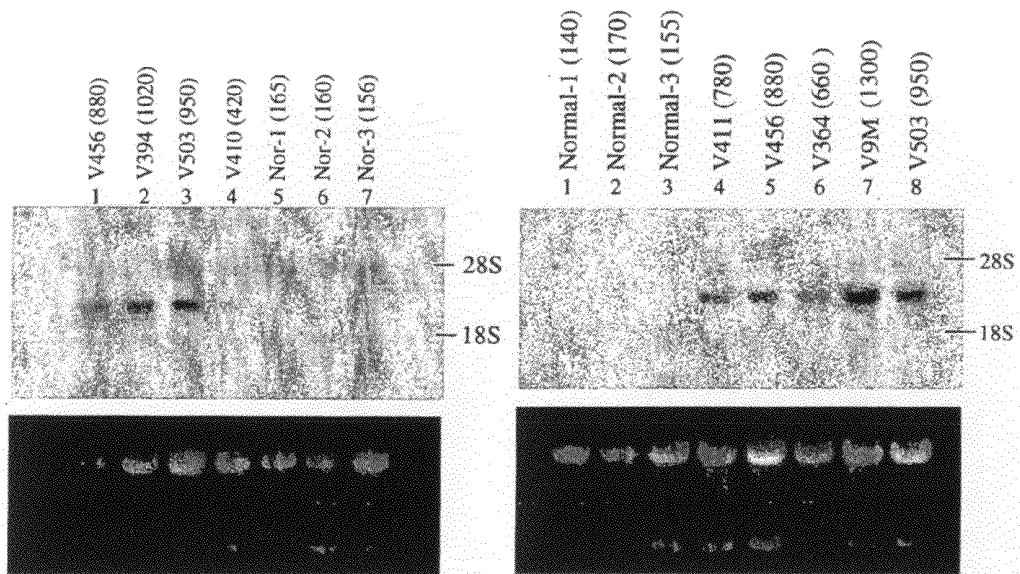 V456 (880)
V394 (1020)
V503 (950)
V410 (420)
Nor-1 (165)
Nor-2 (160)
Nor-3 (156)
1 2 3 4 5 6 7
28S
18S
Normal-1 (140)
Normal-2 (170)
Normal-3 (155)
V411 (780)
V456 (880)
V364 (660)
V9M (1300)
V503 (950)
1 2 3 4 5 6 7 8
28S
18S